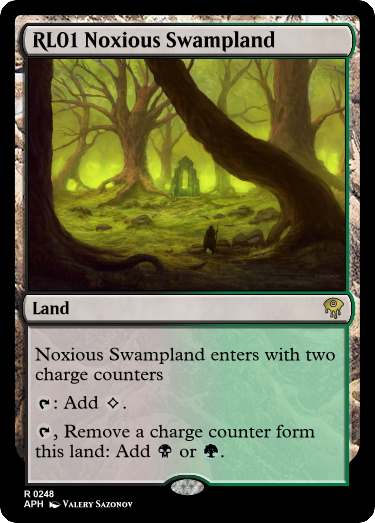 RL01 Noxious Swampland
Land
Noxious Swampland enters with two
charge counters
: Add .
, Remove a charge counter form
this land: Add or .
R 0248
APH VALERY SAZONOV